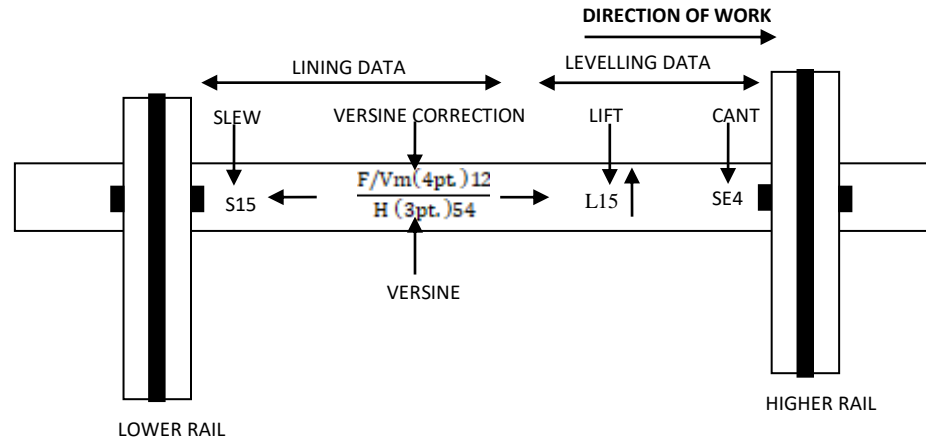 DIRECTION OF WORK
LINING DATA
LEVELLING DATA
SLEW
VERSINE CORRECTION
LIFT
CANT
F/Vm(4pt.)12
S15
L15
SE4
H (3pt.)54
VERSINE
HIGHER RAIL
LOWER RAIL